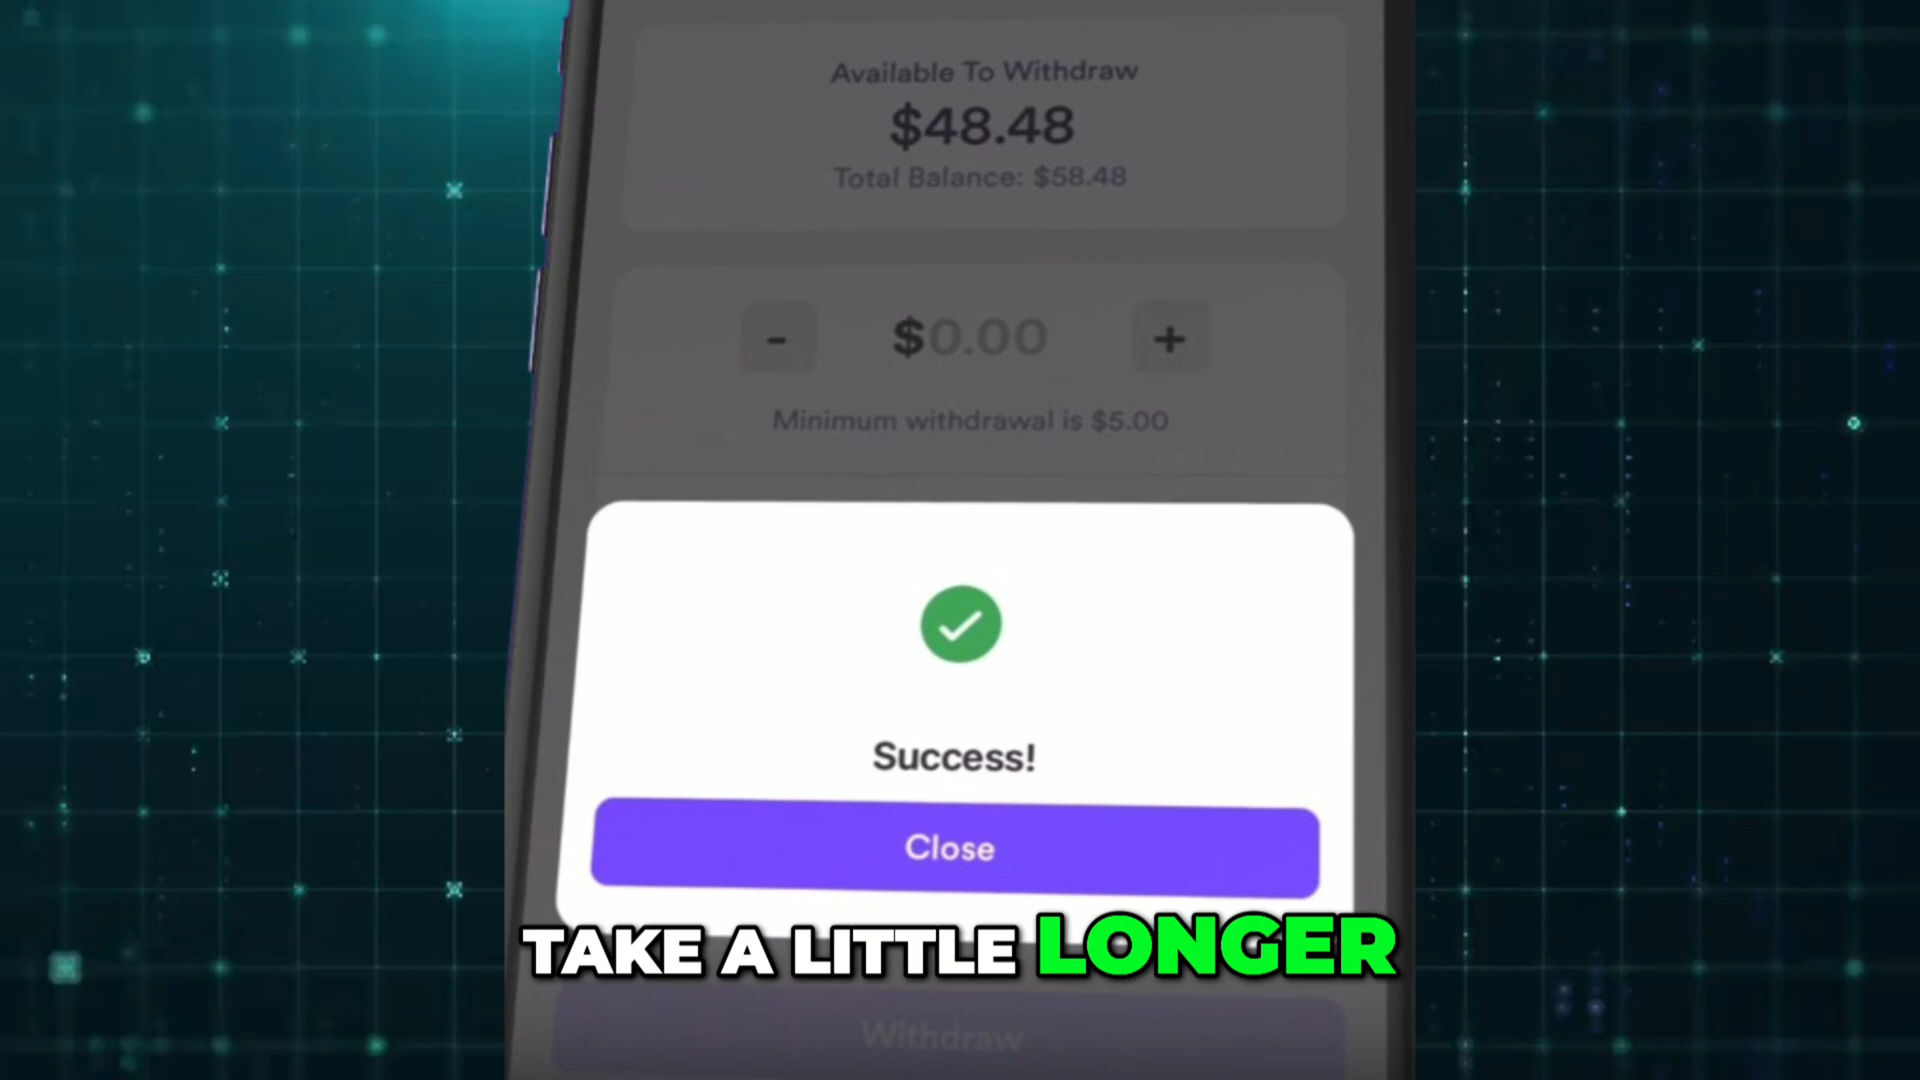 Available To Withdraw
$48.48
Total Balance: $58.48
- $0.00 +
Minimum withdrawal is $5.00
Success!
Close
TAKE A LITTLE LONGER
Withdraw